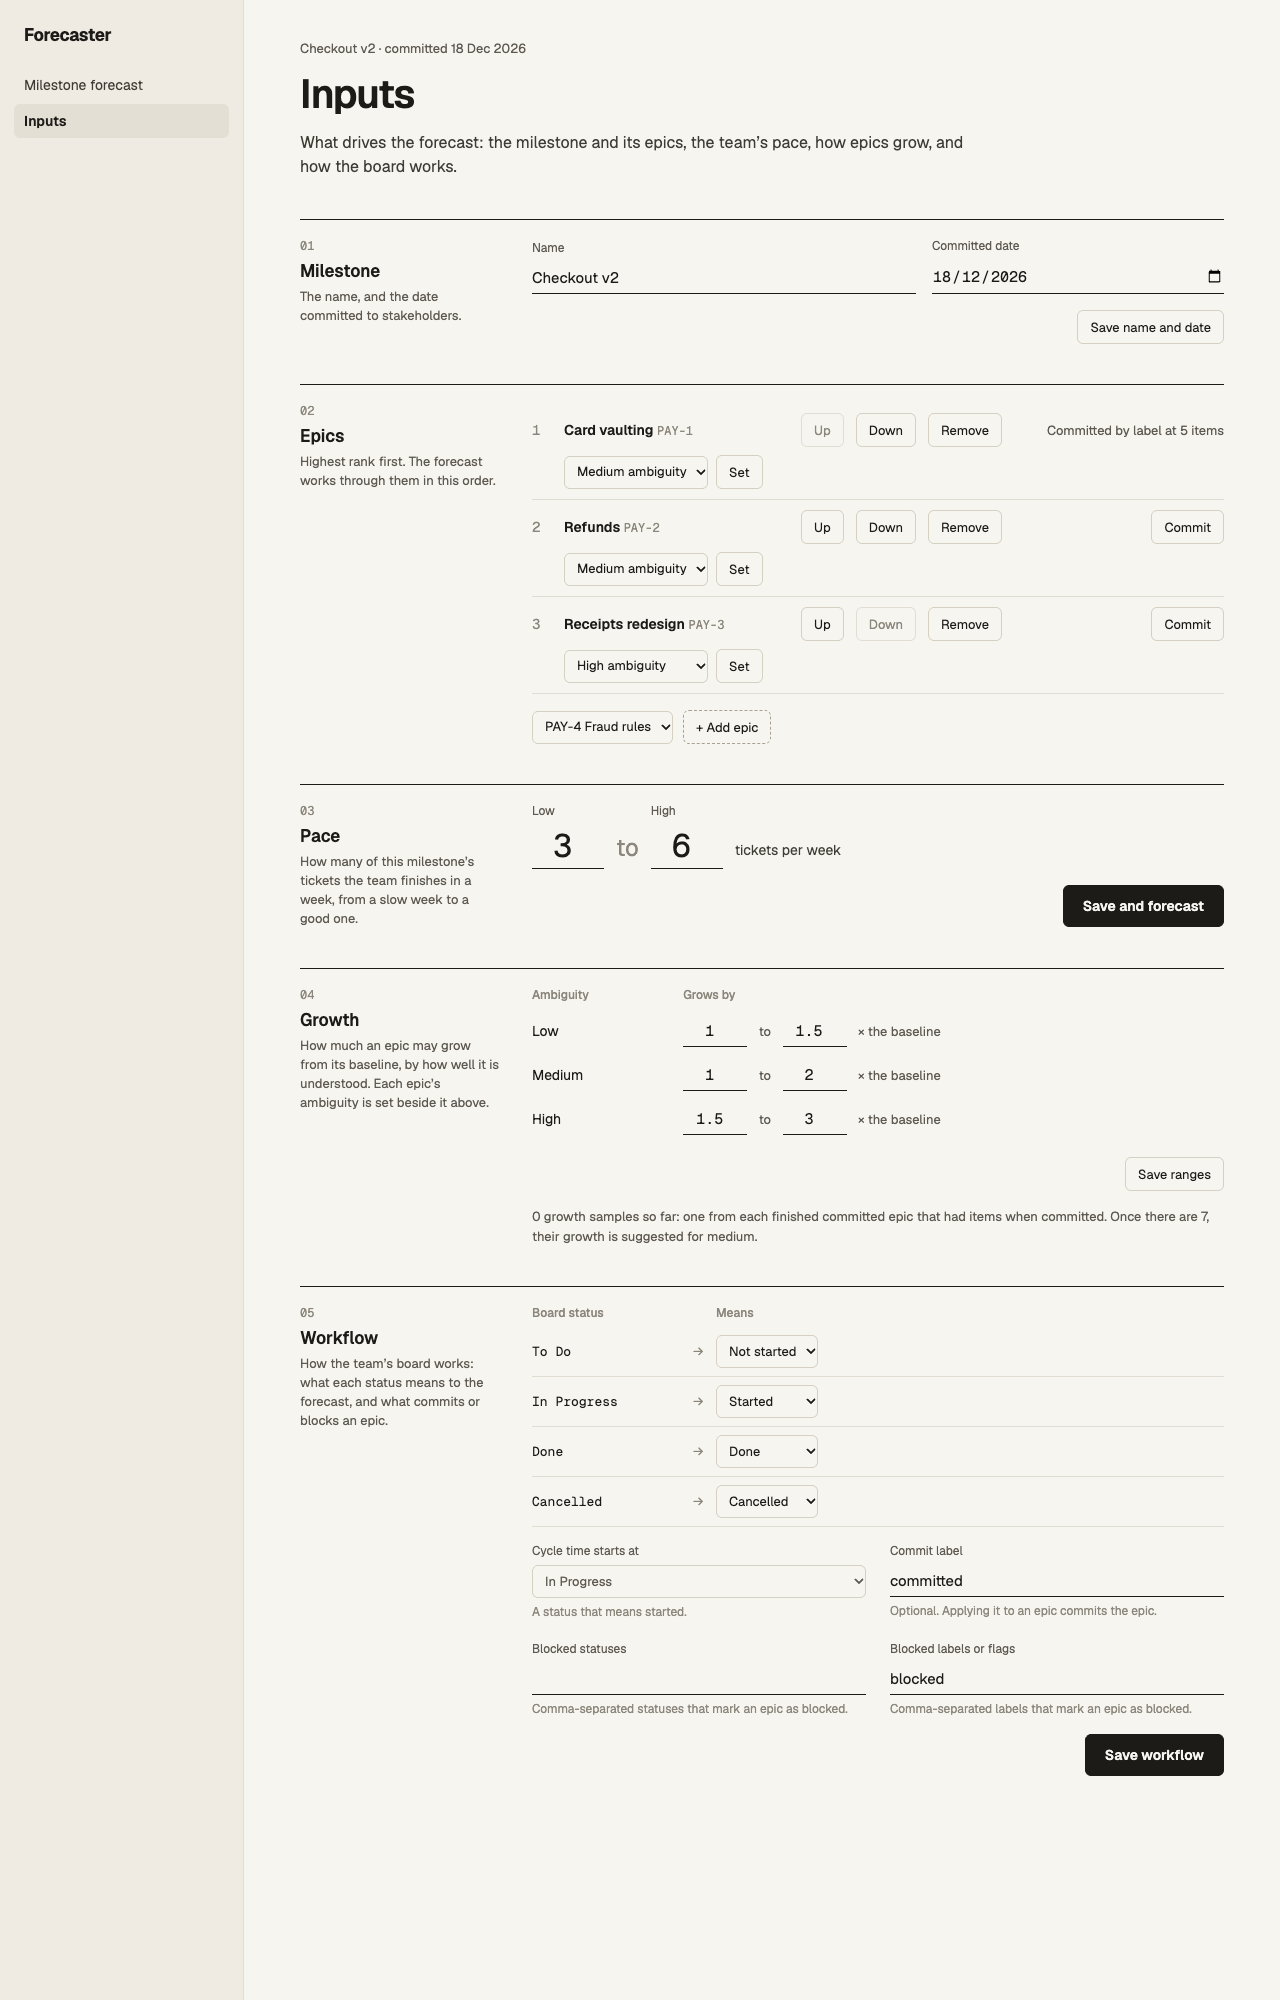 Forecaster
Milestone forecast
Inputs
Checkout v2 · committed 18 Dec 2026
Inputs
What drives the forecast: the milestone and its epics, the team's pace, how epics grow, and
how the board works.
01
Milestone
The name, and the date
committed to stakeholders.
Name
Committed date
Checkout v2
18/12/2026
Save name and date
02
Epics
Highest rank first. The forecast
works through them in this order.
1 Card vaulting PAY-1 Up Down Remove Committed by label at 5 items
Medium ambiguity Set
2 Refunds PAY-2 Up Down Remove Commit
Medium ambiguity Set
3 Receipts redesign PAY-3 Up Down Remove Commit
High ambiguity Set
PAY-4 Fraud rules + Add epic
03
Pace
How many of this milestone's
tickets the team finishes in a
week, from a slow week to a
good one.
Low High
3 to 6 tickets per week
Save and forecast
04
Growth
How much an epic may grow
from its baseline, by how well it is
understood. Each epic's
ambiguity is set beside it above.
Ambiguity Grows by
Low 1 to 1.5 × the baseline
Medium 1 to 2 × the baseline
High 1.5 to 3 × the baseline
Save ranges
0 growth samples so far: one from each finished committed epic that had items when committed. Once there are 7,
their growth is suggested for medium.
05
Workflow
How the team's board works:
what each status means to the
forecast, and what commits or
blocks an epic.
Board status Means
To Do → Not started
In Progress → Started
Done → Done
Cancelled → Cancelled
Cycle time starts at
In Progress
A status that means started.
Commit label
committed
Optional. Applying it to an epic commits the epic.
Blocked statuses
Comma-separated statuses that mark an epic as blocked.
Blocked labels or flags
blocked
Comma-separated labels that mark an epic as blocked.
Save workflow